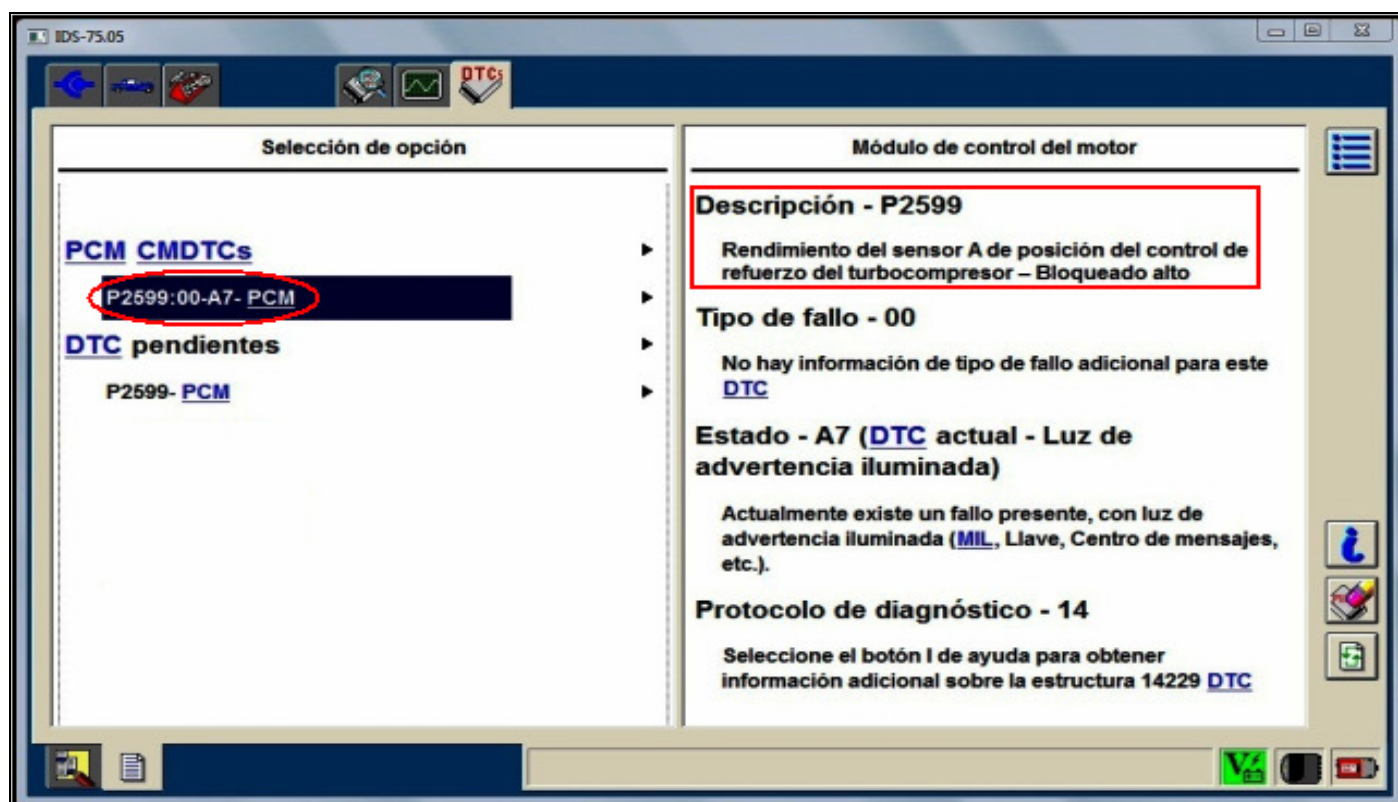 IDS-75.05
DTCs
Selección de opción
PCM CMDTCs
P2599:00-A7- PCM
DTC pendientes
P2599- PCM
Módulo de control del motor
Descripción - P2599
Rendimiento del sensor A de posición del control de
refuerzo del turbocompresor – Bloqueado alto
Tipo de fallo - 00
No hay información de tipo de fallo adicional para este
DTC
Estado - A7 (DTC actual - Luz de
advertencia iluminada)
Actualmente existe un fallo presente, con luz de
advertencia iluminada (MIL, Llave, Centro de mensajes,
etc.).
Protocolo de diagnóstico - 14
Seleccione el botón I de ayuda para obtener
información adicional sobre la estructura 14229 DTC